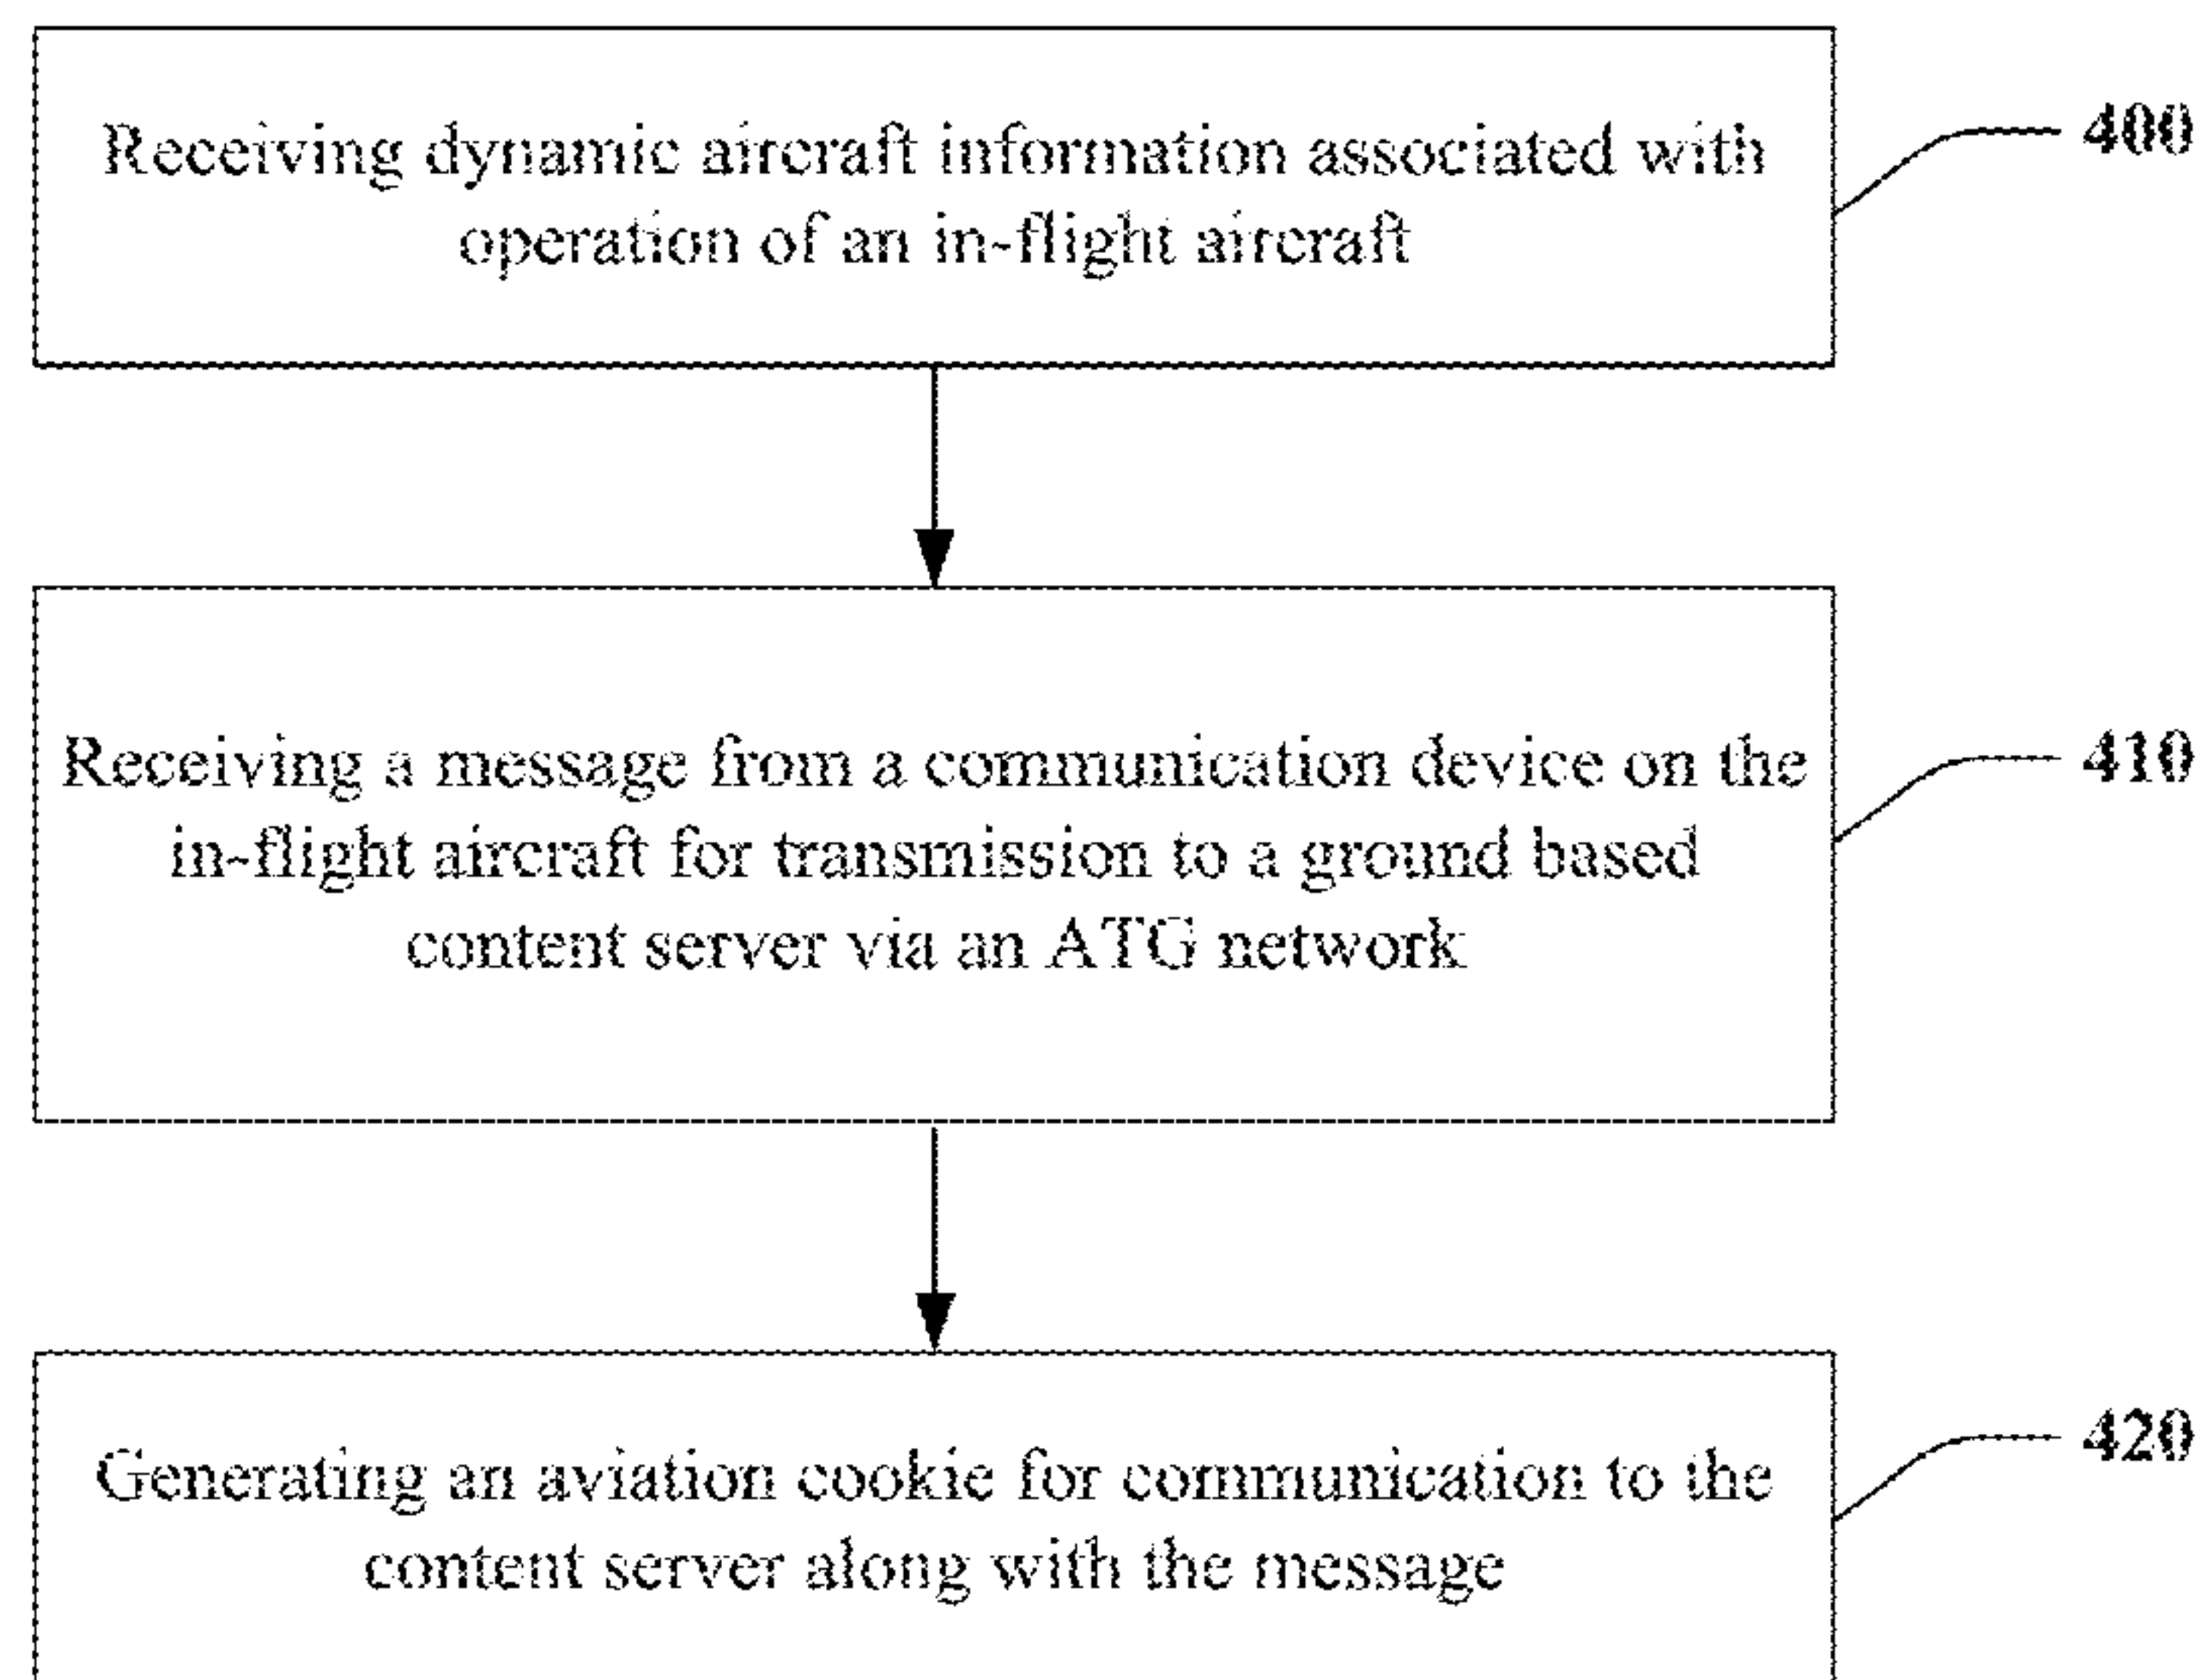 Receiving dynamic aircraft information associated with
operation of an in-flight aircraft
400
Receiving a message from a communication device on the
in-flight aircraft for transmission to a ground based
content server via an ATG network
410
Generating an aviation cookie for communication to the
content server along with the message
420